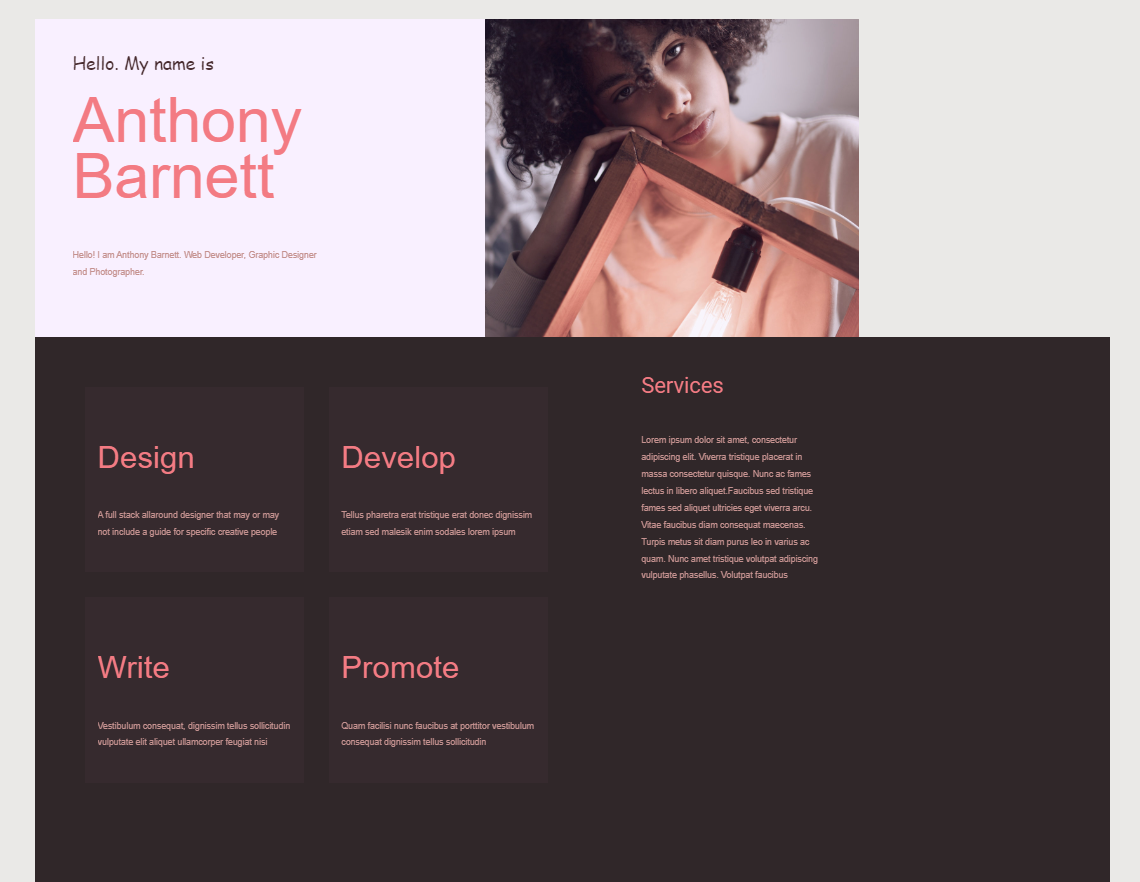 Hello. My name is
Anthony
Barnett
Hello! I am Anthony Barnett. Web Developer, Graphic Designer
and Photographer.
Design
A full stack allaround designer that may or may
not include a guide for specific creative people
Develop
Tellus pharetra erat tristique erat donec dignissim
etiam sed malesik enim sodales lorem ipsum
Write
Vestibulum consequat, dignissim tellus sollicitudin
vulputate elit aliquet ullamcorper feugiat nisi
Promote
Quam facilisi nunc faucibus at porttitor vestibulum
consequat dignissim tellus sollicitudin
Services
Lorem ipsum dolor sit amet, consectetur
adipiscing elit. Viverra tristique placerat in
massa consectetur quisque. Nunc ac fames
lectus in libero aliquet.Faucibus sed tristique
fames sed aliquet ultricies eget viverra arcu.
Vitae faucibus diam consequat maecenas.
Turpis metus sit diam purus leo in varius ac
quam. Nunc amet tristique volutpat adipiscing
vulputate phasellus. Volutpat faucibus